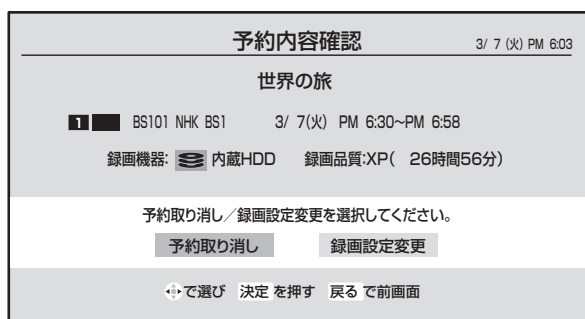 予約内容確認 3/ 7 (火) PM 6:03
世界の旅
1 BS101 NHK BS1 3/ 7(火) PM 6:30~PM 6:58
録画機器: 内蔵HDD 録画品質:XP( 26時間56分)
予約取り消し／録画設定変更を選択してください。
予約取り消し 録画設定変更
で選び 決定 を押す 戻る で前画面